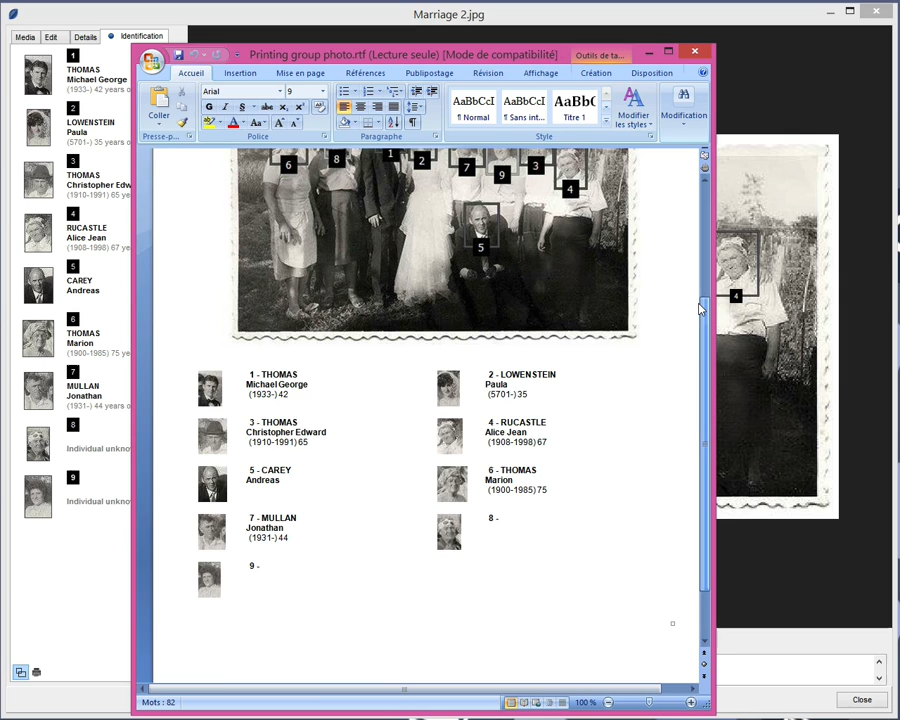 Marriage 2.jpg
Media Edit Details Identification
1
THOMAS
Michael George
(1933-) 42 years o
2
LOWENSTEIN
Paula
(5701-) 35 years o
3
THOMAS
Christopher Edw
(1910-1991) 65 ye
4
RUCASTLE
Alice Jean
(1908-1998) 67 ye
5
CAREY
Andreas
6
THOMAS
Marion
(1900-1985) 75 ye
7
MULLAN
Jonathan
(1931-) 44 years o
8
Individual unkno
9
Individual unkno
Printing group photo.rtf (Lecture seule) [Mode de compatibilité]
Outils de ta...
Accueil Insertion Mise en page Références Publipostage Révision Affichage Création Disposition
Coller
Presse-p...
Arial 9
G I S abc x₂ x²
ab A Aa A A
Police
Paragraphe
AaBbCcI AaBbCcI AaBbC
¶ Normal ¶ Sans int... Titre 1
Modifier
les styles
Style
Modification
6 8 1 2 7 9 3 4
5
4
1 - THOMAS
Michael George
(1933-) 42
2 - LOWENSTEIN
Paula
(5701-) 35
3 - THOMAS
Christopher Edward
(1910-1991) 65
4 - RUCASTLE
Alice Jean
(1908-1998) 67
5 - CAREY
Andreas
6 - THOMAS
Marion
(1900-1985) 75
7 - MULLAN
Jonathan
(1931-) 44
8 -
9 -
Mots : 82
100 %
Close